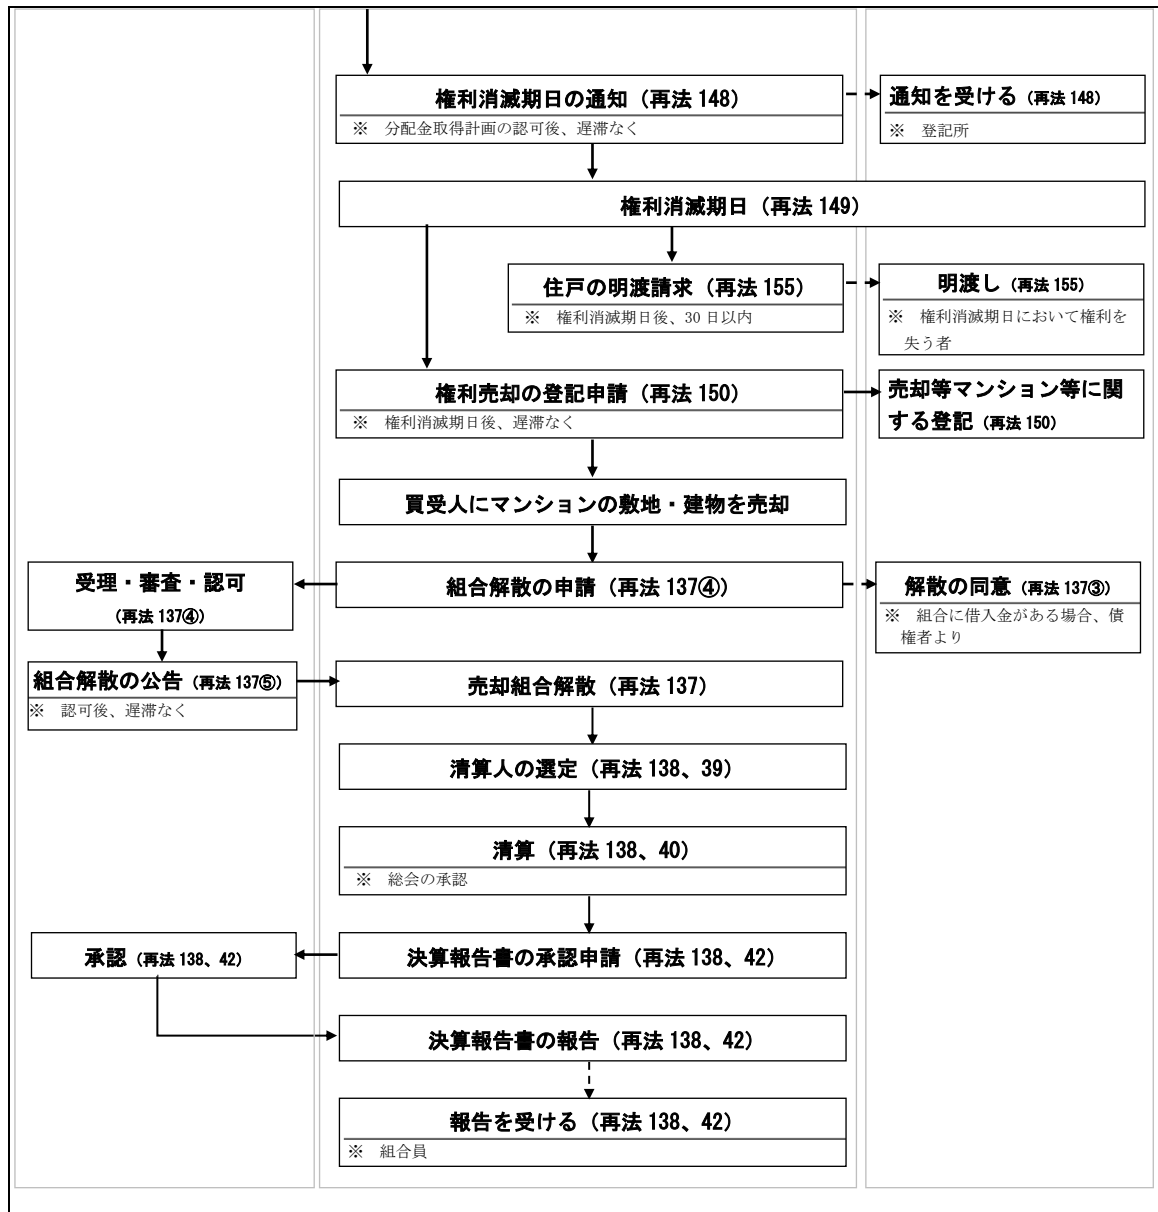 権利消滅期日の通知（再法 148）
※　分配金取得計画の認可後、遅滞なく
通知を受ける（再法 148）
※　登記所
権利消滅期日（再法 149）
住戸の明渡請求（再法 155）
※　権利消滅期日後、30 日以内
明渡し（再法 155）
※　権利消滅期日において権利を
失う者
権利売却の登記申請（再法 150）
※　権利消滅期日後、遅滞なく
売却等マンション等に関
する登記（再法 150）
買受人にマンションの敷地・建物を売却
受理・審査・認可
（再法 137④）
組合解散の申請（再法 137④）
解散の同意（再法 137③）
※　組合に借入金がある場合、債
権者より
組合解散の公告（再法 137⑤）
※　認可後、遅滞なく
売却組合解散（再法 137）
清算人の選定（再法 138、39）
清算（再法 138、40）
※　総会の承認
承認（再法 138、42）
決算報告書の承認申請（再法 138、42）
決算報告書の報告（再法 138、42）
報告を受ける（再法 138、42）
※　組合員